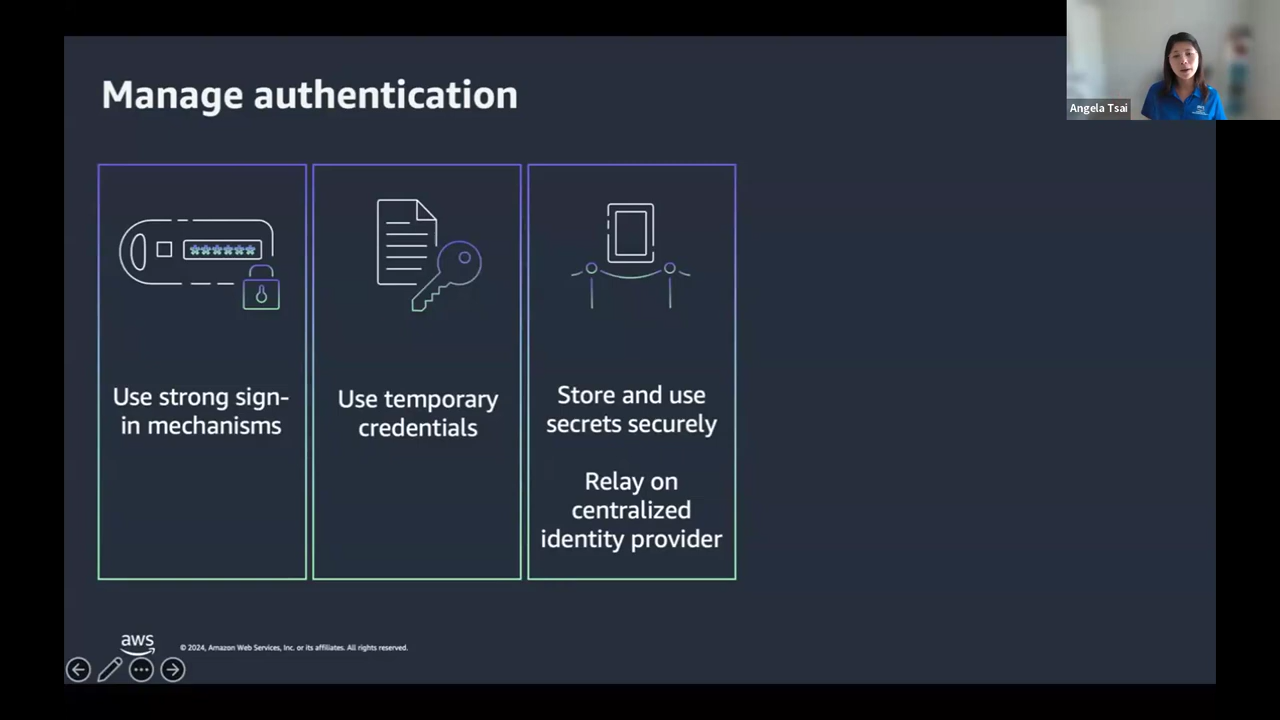 Manage authentication
Angela Tsai
******
Use strong sign-
in mechanisms
Use temporary
credentials
Store and use
secrets securely
Relay on
centralized
identity provider
aws
© 2024, Amazon Web Services, Inc. or its affiliates. All rights reserved.